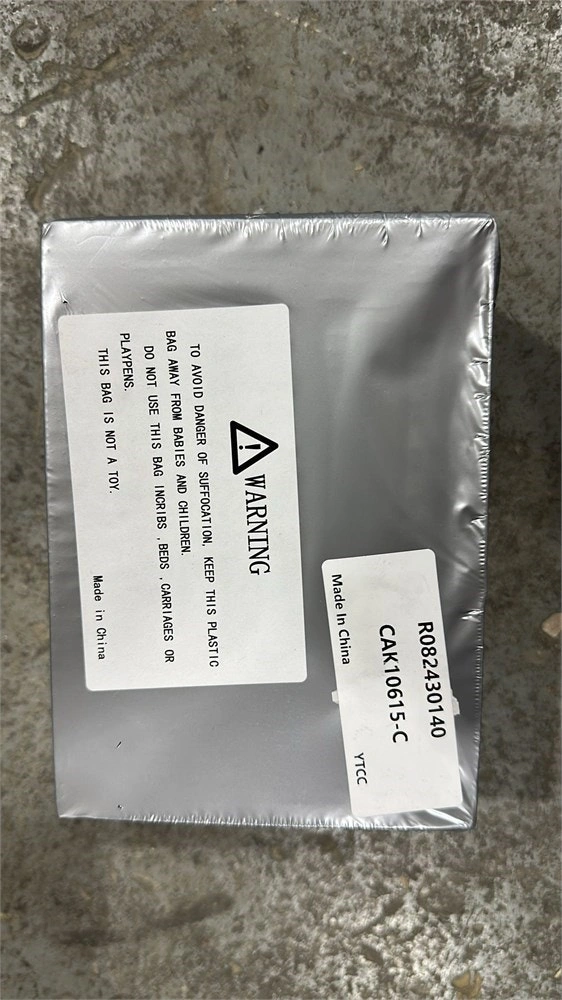 WARNING
TO AVOID DANGER OF SUFFOCATION, KEEP THIS PLASTIC
BAG AWAY FROM BABIES AND CHILDREN.
DO NOT USE THIS BAG INCRIBS ,BEDS ,CARRIAGES OR
PLAYPENS.
THIS BAG IS NOT A TOY.
Made in China
R082430140
CAK10615-C
Made In China YTCC